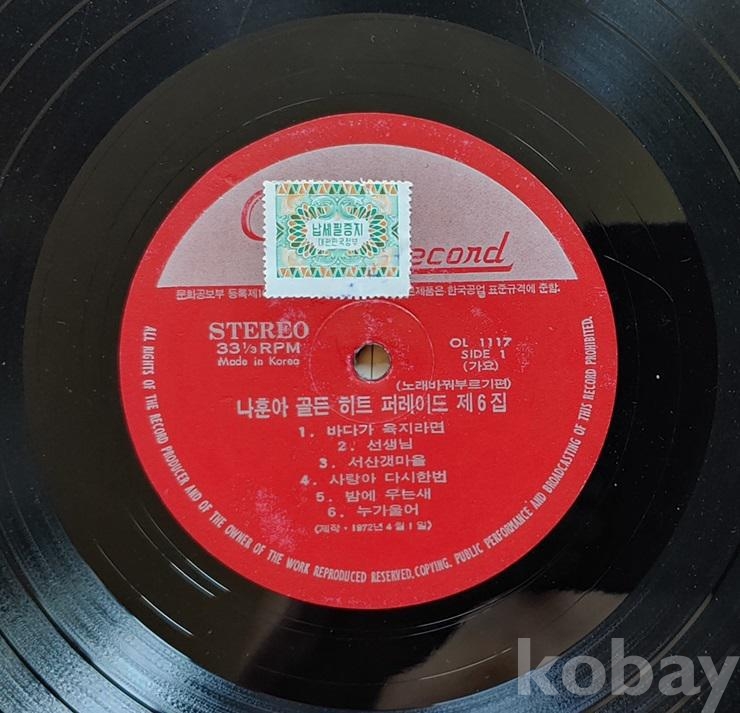 납세필증지
대한민국정부
ecord
문화공보부 등록제1
제품은 한국공업 표준규격에 준함.
STEREO
33⅓ RPM
Made in Korea
OL 1117
SIDE 1
(가요)
(노래바꿔부르기편)
나훈아 골든 히트 퍼레이드 제6집
1. 바다가 육지라면
2. 선생님
3. 서산갯마을
4. 사랑아 다시한번
5. 밤에 우는새
6. 누가울어
《제작·1972년4월1일》
ALL RIGHTS OF THE RECORD PRODUCER AND OF THE OWNER OF THE WORK REPRODUCED RESERVED. COPYING. PUBLIC PERFORMANCE AND BROADCASTING OF THIS RECORD PROHIBITED.
kobay